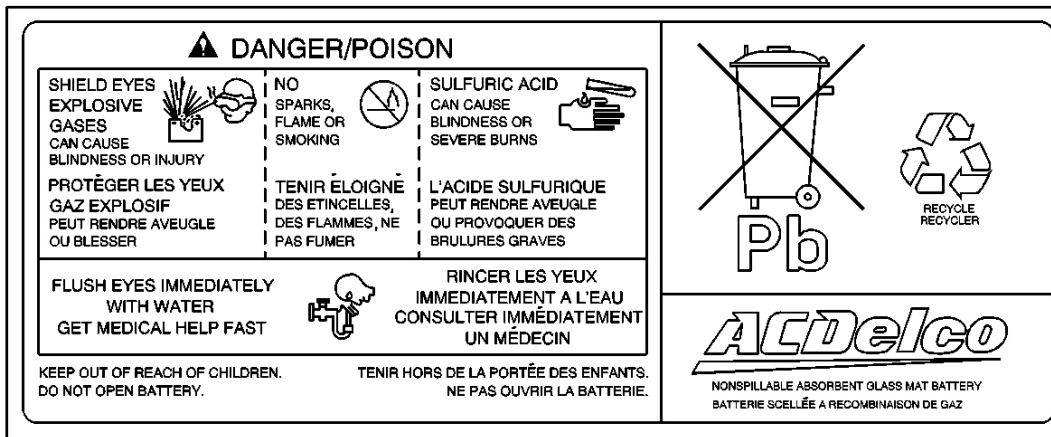 DANGER/POISON
SHIELD EYES
EXPLOSIVE
GASES
CAN CAUSE
BLINDNESS OR INJURY
PROTÉGER LES YEUX
GAZ EXPLOSIF
PEUT RENDRE AVEUGLE
OU BLESSER
NO
SPARKS,
FLAME OR
SMOKING
TENIR ÉLOIGNÉ
DES ETINCELLES,
DES FLAMMES, NE
PAS FUMER
SULFURIC ACID
CAN CAUSE
BLINDNESS OR
SEVERE BURNS
L'ACIDE SULFURIQUE
PEUT RENDRE AVEUGLE
OU PROVOQUER DES
BRULURES GRAVES
FLUSH EYES IMMEDIATELY
WITH WATER
GET MEDICAL HELP FAST
RINCER LES YEUX
IMMEDIATEMENT A L'EAU
CONSULTER IMMÉDIATEMENT
UN MÉDECIN
KEEP OUT OF REACH OF CHILDREN.
DO NOT OPEN BATTERY.
TENIR HORS DE LA PORTÉE DES ENFANTS.
NE PAS OUVRIR LA BATTERIE.
Pb
RECYCLE
RECYCLER
ACDelco
NONSPILLABLE ABSORBENT GLASS MAT BATTERY
BATTERIE SCELLÉE A RECOMBINAISON DE GAZ